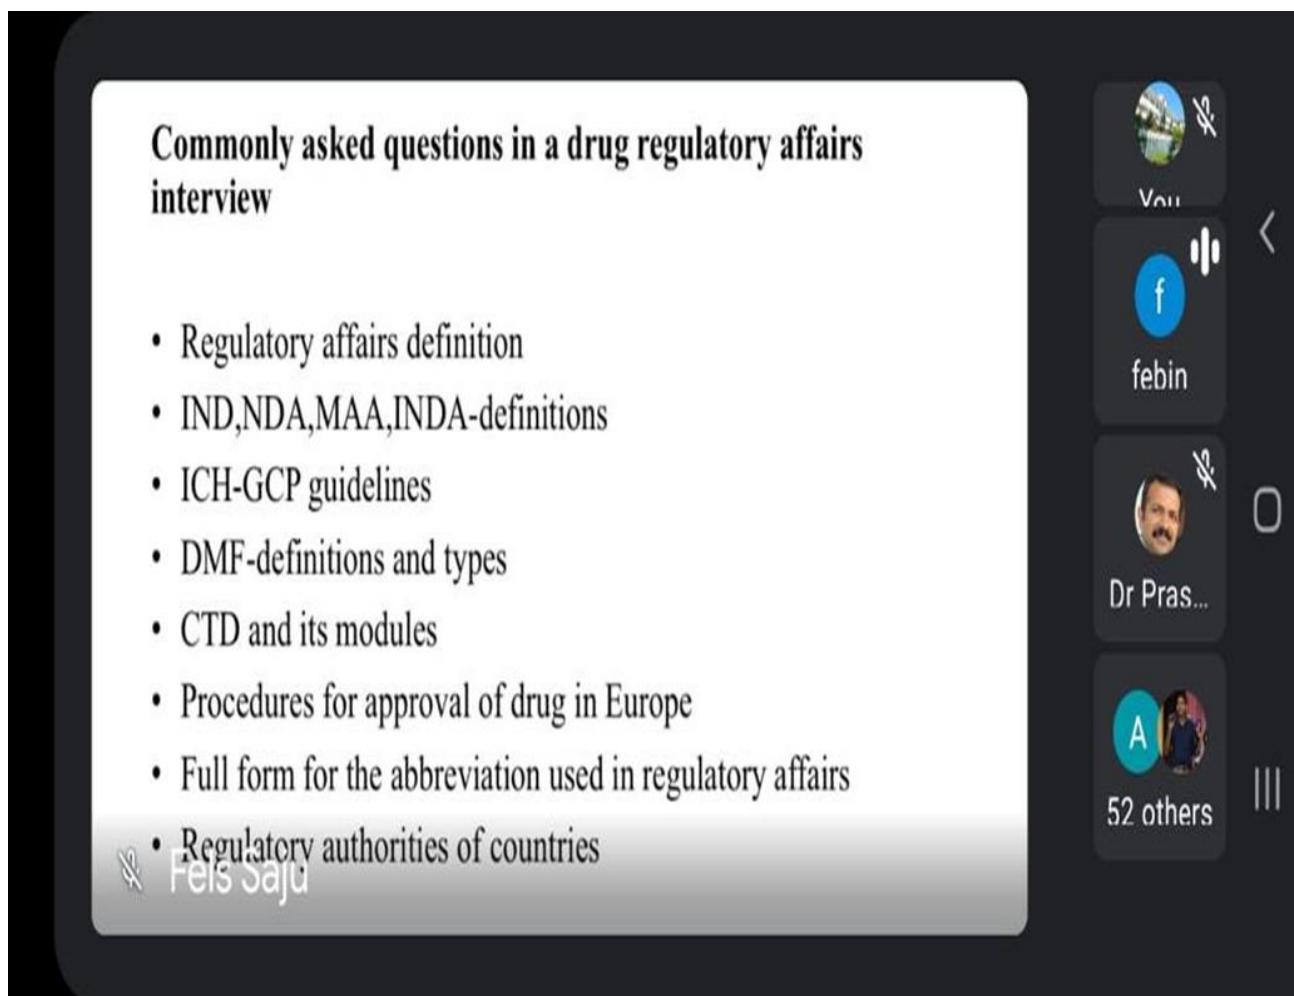 Commonly asked questions in a drug regulatory affairs
interview
• Regulatory affairs definition
• IND,NDA,MAA,INDA-definitions
• ICH-GCP guidelines
• DMF-definitions and types
• CTD and its modules
• Procedures for approval of drug in Europe
• Full form for the abbreviation used in regulatory affairs
• Regulatory authorities of countries
Fels Saju
You
f
febin
Dr Pras...
A
52 others